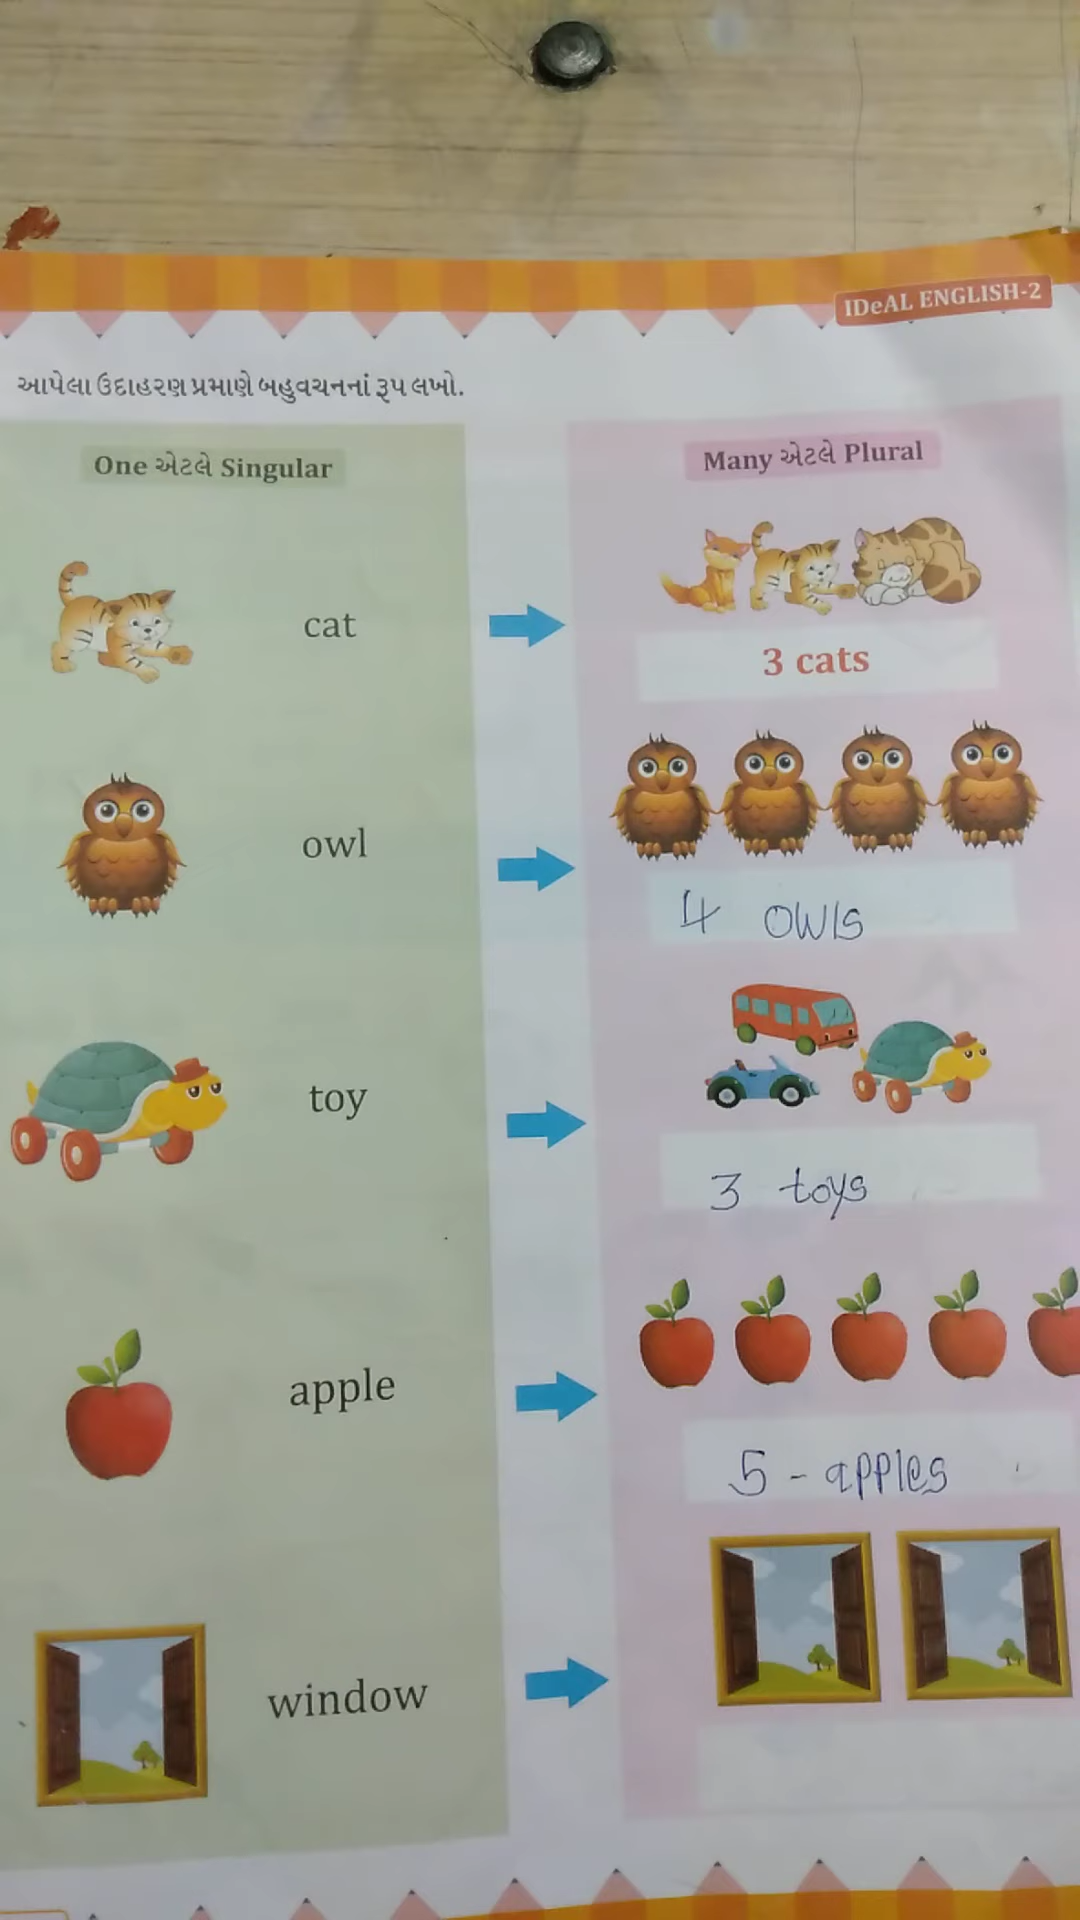 IDeAL ENGLISH-2
આપેલા ઉદાહરણ પ્રમાણે બહુવચનનાં રૂપ લખો.
One એટલે Singular
Many એટલે Plural
cat
3 cats
owl
4 owls
toy
3 toys
apple
5 - apples
window